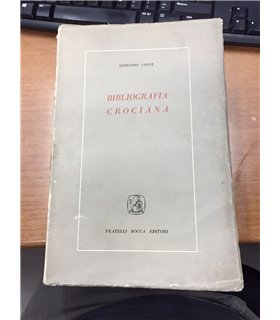 EDMONDO CIONE
BIBLIOGRAFIA
CROCIANA
FRATELLI BOCCA EDITORI